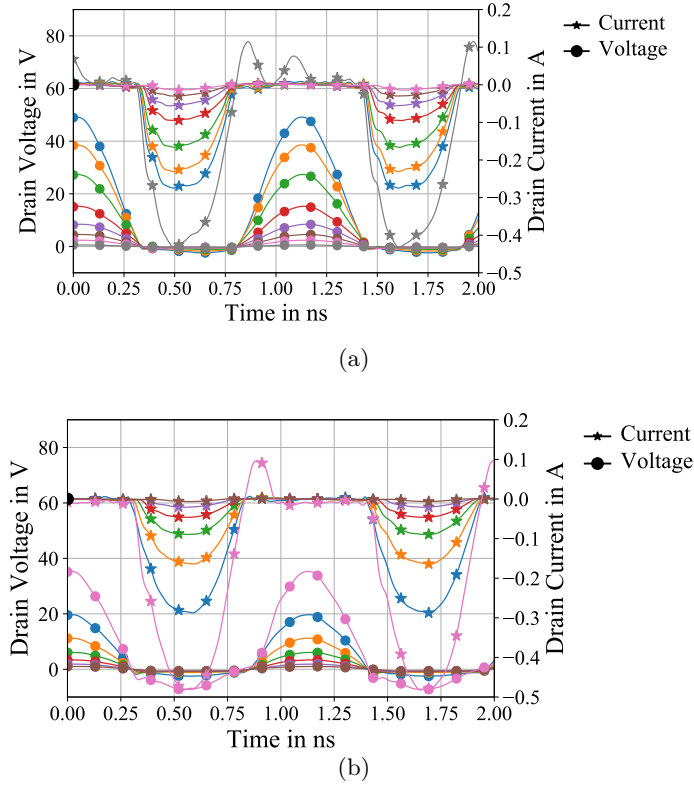 0.2
80
0.1
60
0.0
−0.1
40
−0.2
20
−0.3
0
−0.4
−0.5
0.00 0.25 0.50 0.75 1.00 1.25 1.50 1.75 2.00
Time in ns
Drain Voltage in V
Drain Current in A
Current
Voltage
(a)
0.2
80
0.1
60
0.0
−0.1
40
−0.2
20
−0.3
−0.4
0
−0.5
0.00 0.25 0.50 0.75 1.00 1.25 1.50 1.75 2.00
Time in ns
Drain Voltage in V
Drain Current in A
Current
Voltage
(b)